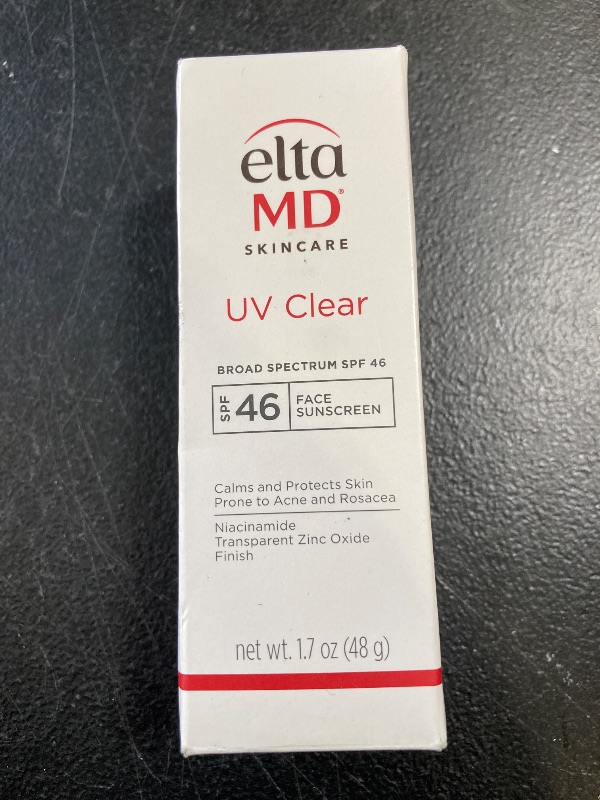 elta
MD®
SKINCARE
UV Clear
BROAD SPECTRUM SPF 46
SPF 46 FACE
SUNSCREEN
Calms and Protects Skin
Prone to Acne and Rosacea
Niacinamide
Transparent Zinc Oxide
Finish
net wt. 1.7 oz (48 g)